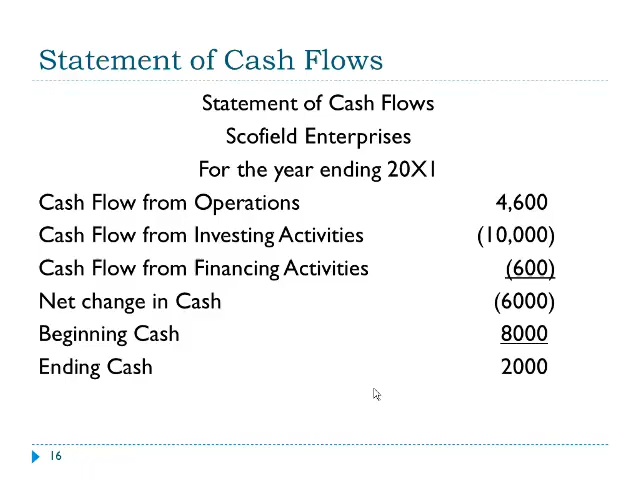 Statement of Cash Flows
Statement of Cash Flows
Scofield Enterprises
For the year ending 20X1
Cash Flow from Operations 4,600
Cash Flow from Investing Activities (10,000)
Cash Flow from Financing Activities (600)
Net change in Cash (6000)
Beginning Cash 8000
Ending Cash 2000
16